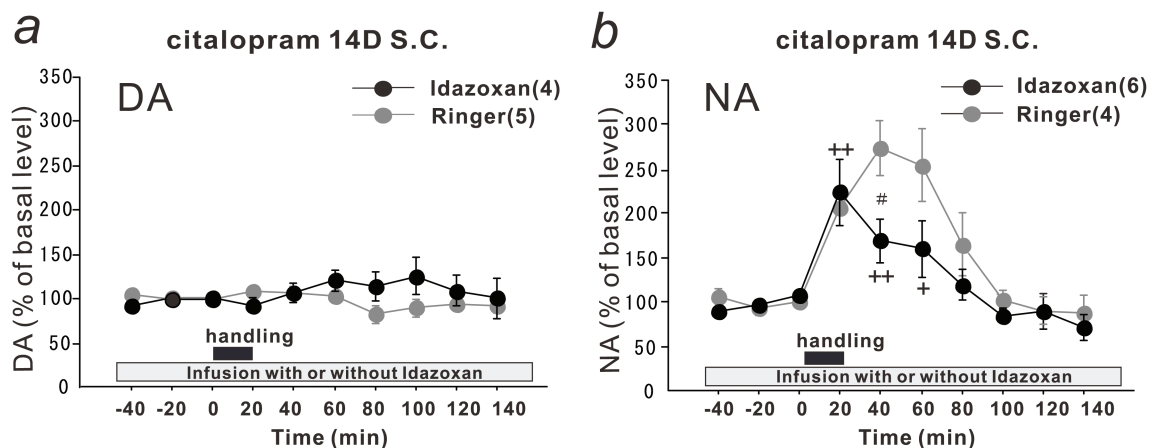 a
citalopram 14D S.C.
DA
Idazoxan(4)
Ringer(5)
DA (% of basal level)
350
300
250
200
150
100
50
0
handling
Infusion with or without Idazoxan
-40 -20 0 20 40 60 80 100 120 140
Time (min)
b
citalopram 14D S.C.
NA
Idazoxan(6)
Ringer(4)
NA (% of basal level)
350
300
250
200
150
100
50
0
++
#
++
+
handling
Infusion with or without Idazoxan
-40 -20 0 20 40 60 80 100 120 140
Time (min)